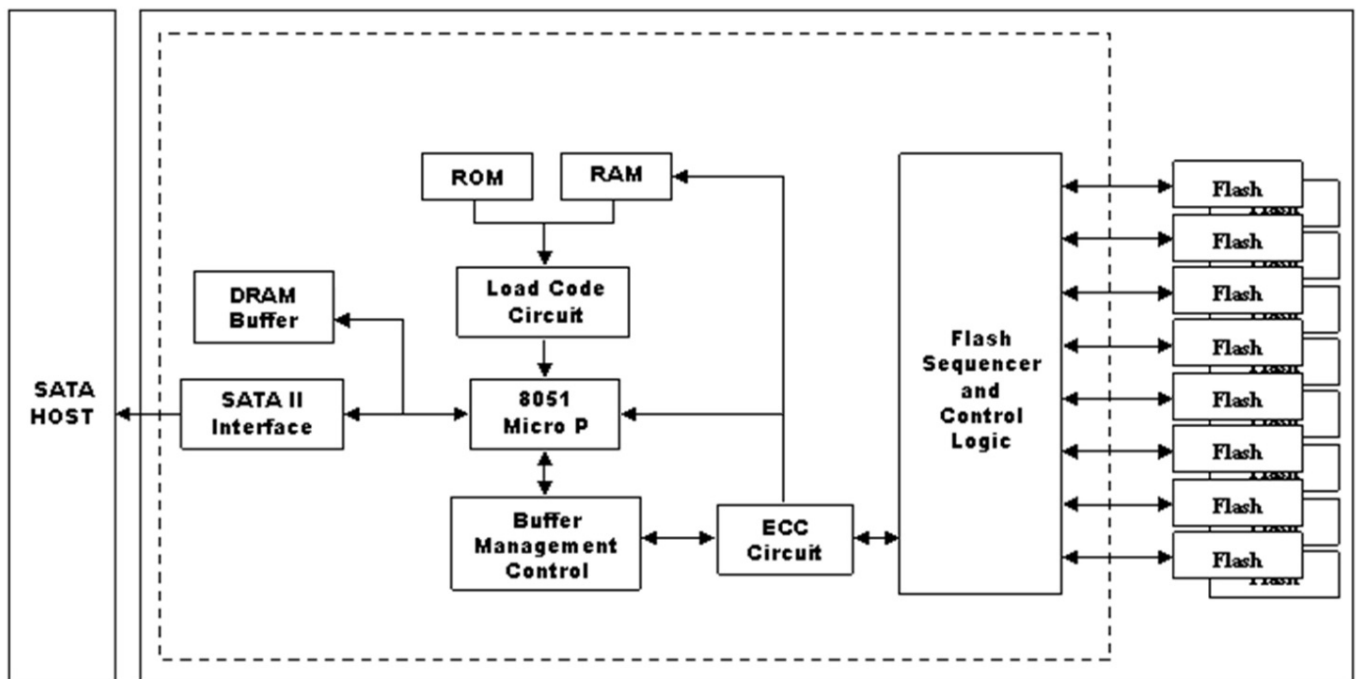 SATA
HOST
ROM
RAM
DRAM
Buffer
Load Code
Circuit
SATA II
Interface
8051
Micro P
Buffer
Management
Control
ECC
Circuit
Flash
Sequencer
and
Control
Logic
Flash
Flash
Flash
Flash
Flash
Flash
Flash
Flash
Flash